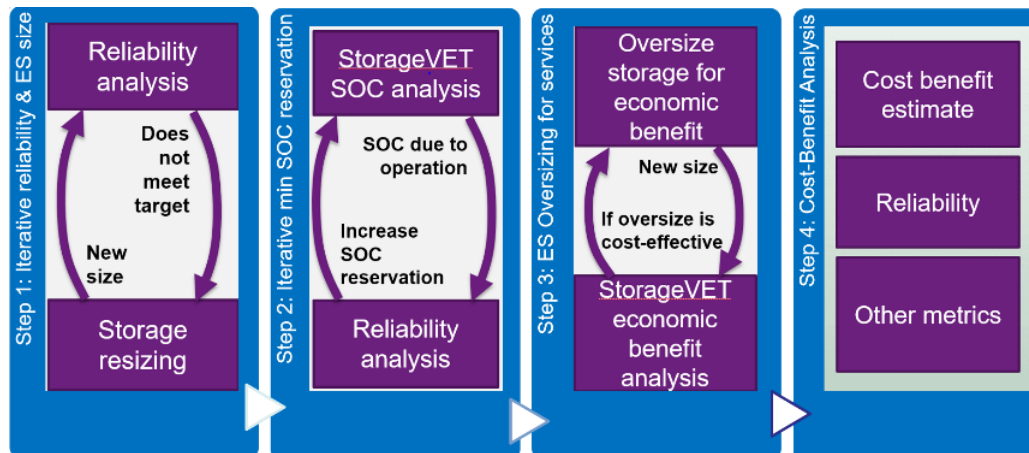 Step 1: Iterative reliability & ES size
Reliability
analysis
Does
not
meet
target
New
size
Storage
resizing
Step 2: Iterative min SOC reservation
StorageVET
SOC analysis
SOC due to
operation
Increase
SOC
reservation
Reliability
analysis
Step 3: ES Oversizing for services
Oversize
storage for
economic
benefit
New size
If oversize is
cost-effective
StorageVET
economic
benefit
analysis
Step 4: Cost-Benefit Analysis
Cost benefit
estimate
Reliability
Other metrics